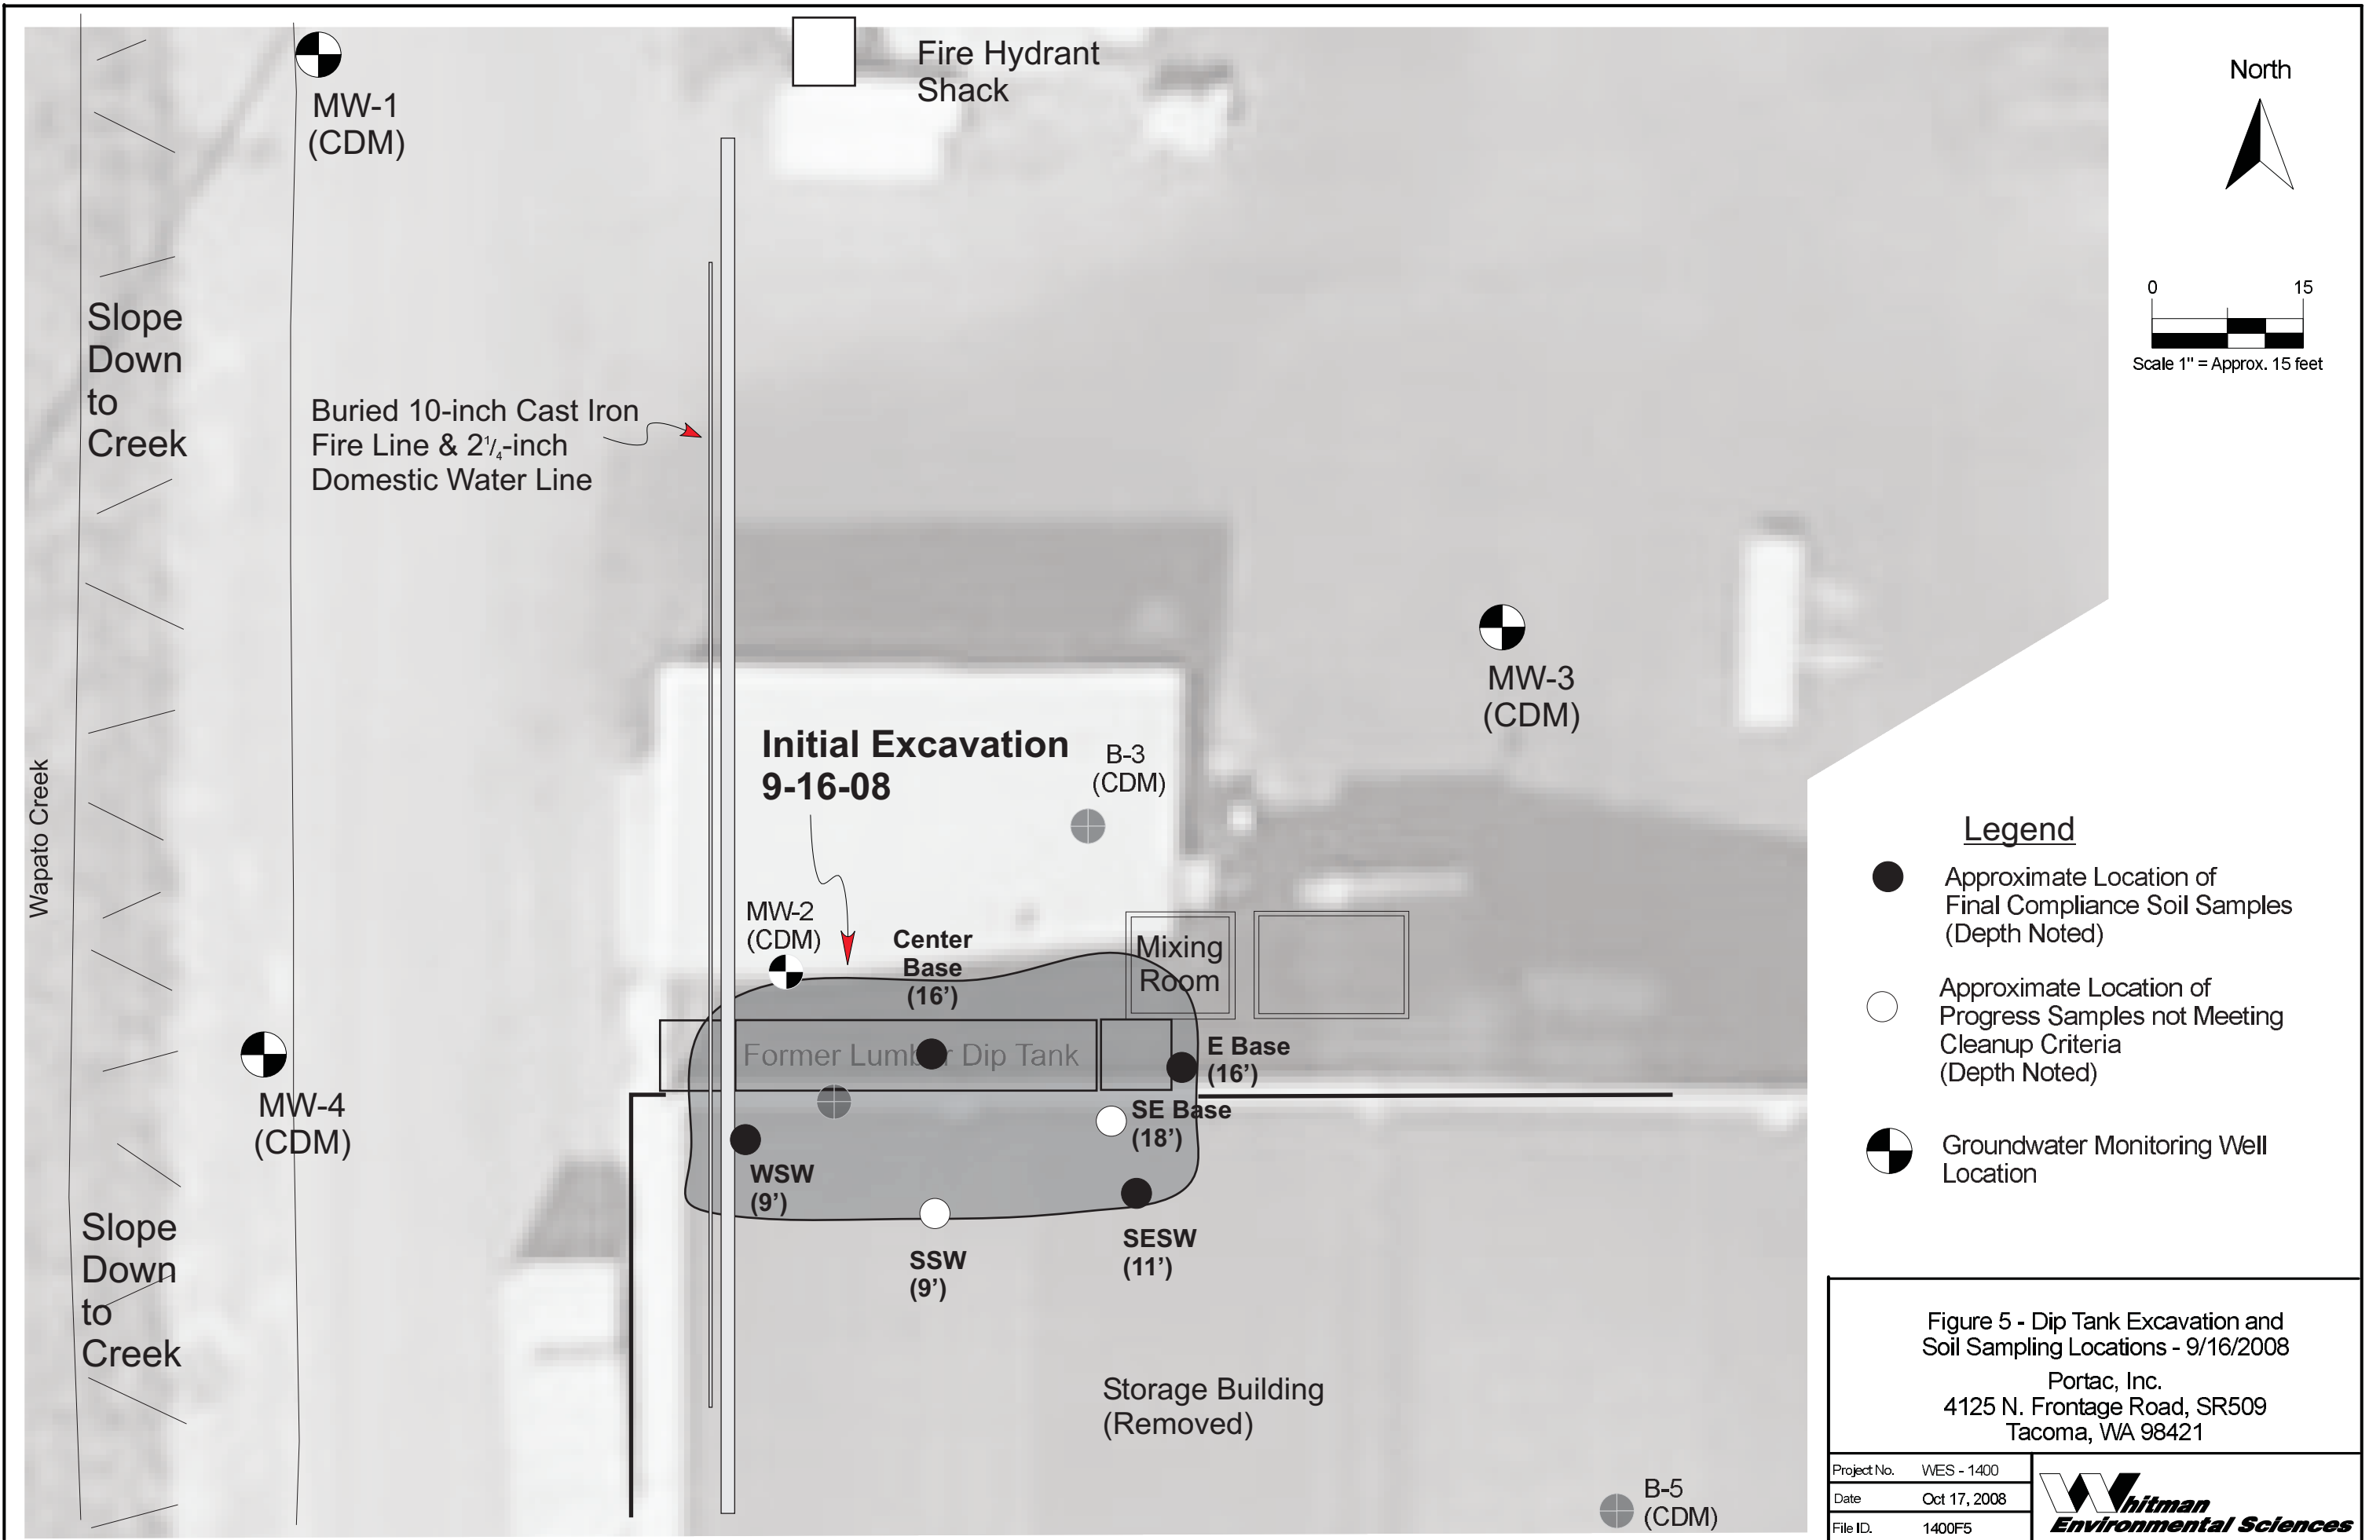 Fire Hydrant
Shack
North
MW-1
(CDM)
0 15
Scale 1" = Approx. 15 feet
Slope
Down
to
Creek
Buried 10-inch Cast Iron
Fire Line & 2¼-inch
Domestic Water Line
MW-3
(CDM)
Initial Excavation
9-16-08
B-3
(CDM)
Wapato Creek
Legend
Approximate Location of
Final Compliance Soil Samples
(Depth Noted)
Approximate Location of
Progress Samples not Meeting
Cleanup Criteria
(Depth Noted)
Groundwater Monitoring Well
Location
MW-2
(CDM)
Center
Base
(16')
Mixing
Room
Former Lumber Dip Tank
E Base
(16')
SE Base
(18')
MW-4
(CDM)
WSW
(9')
SSW
(9')
SESW
(11')
Slope
Down
to
Creek
Storage Building
(Removed)
B-5
(CDM)
Figure 5 - Dip Tank Excavation and
Soil Sampling Locations - 9/16/2008
Portac, Inc.
4125 N. Frontage Road, SR509
Tacoma, WA 98421
Project No. WES - 1400
Date Oct 17, 2008
File ID. 1400F5
Whitman
Environmental Sciences